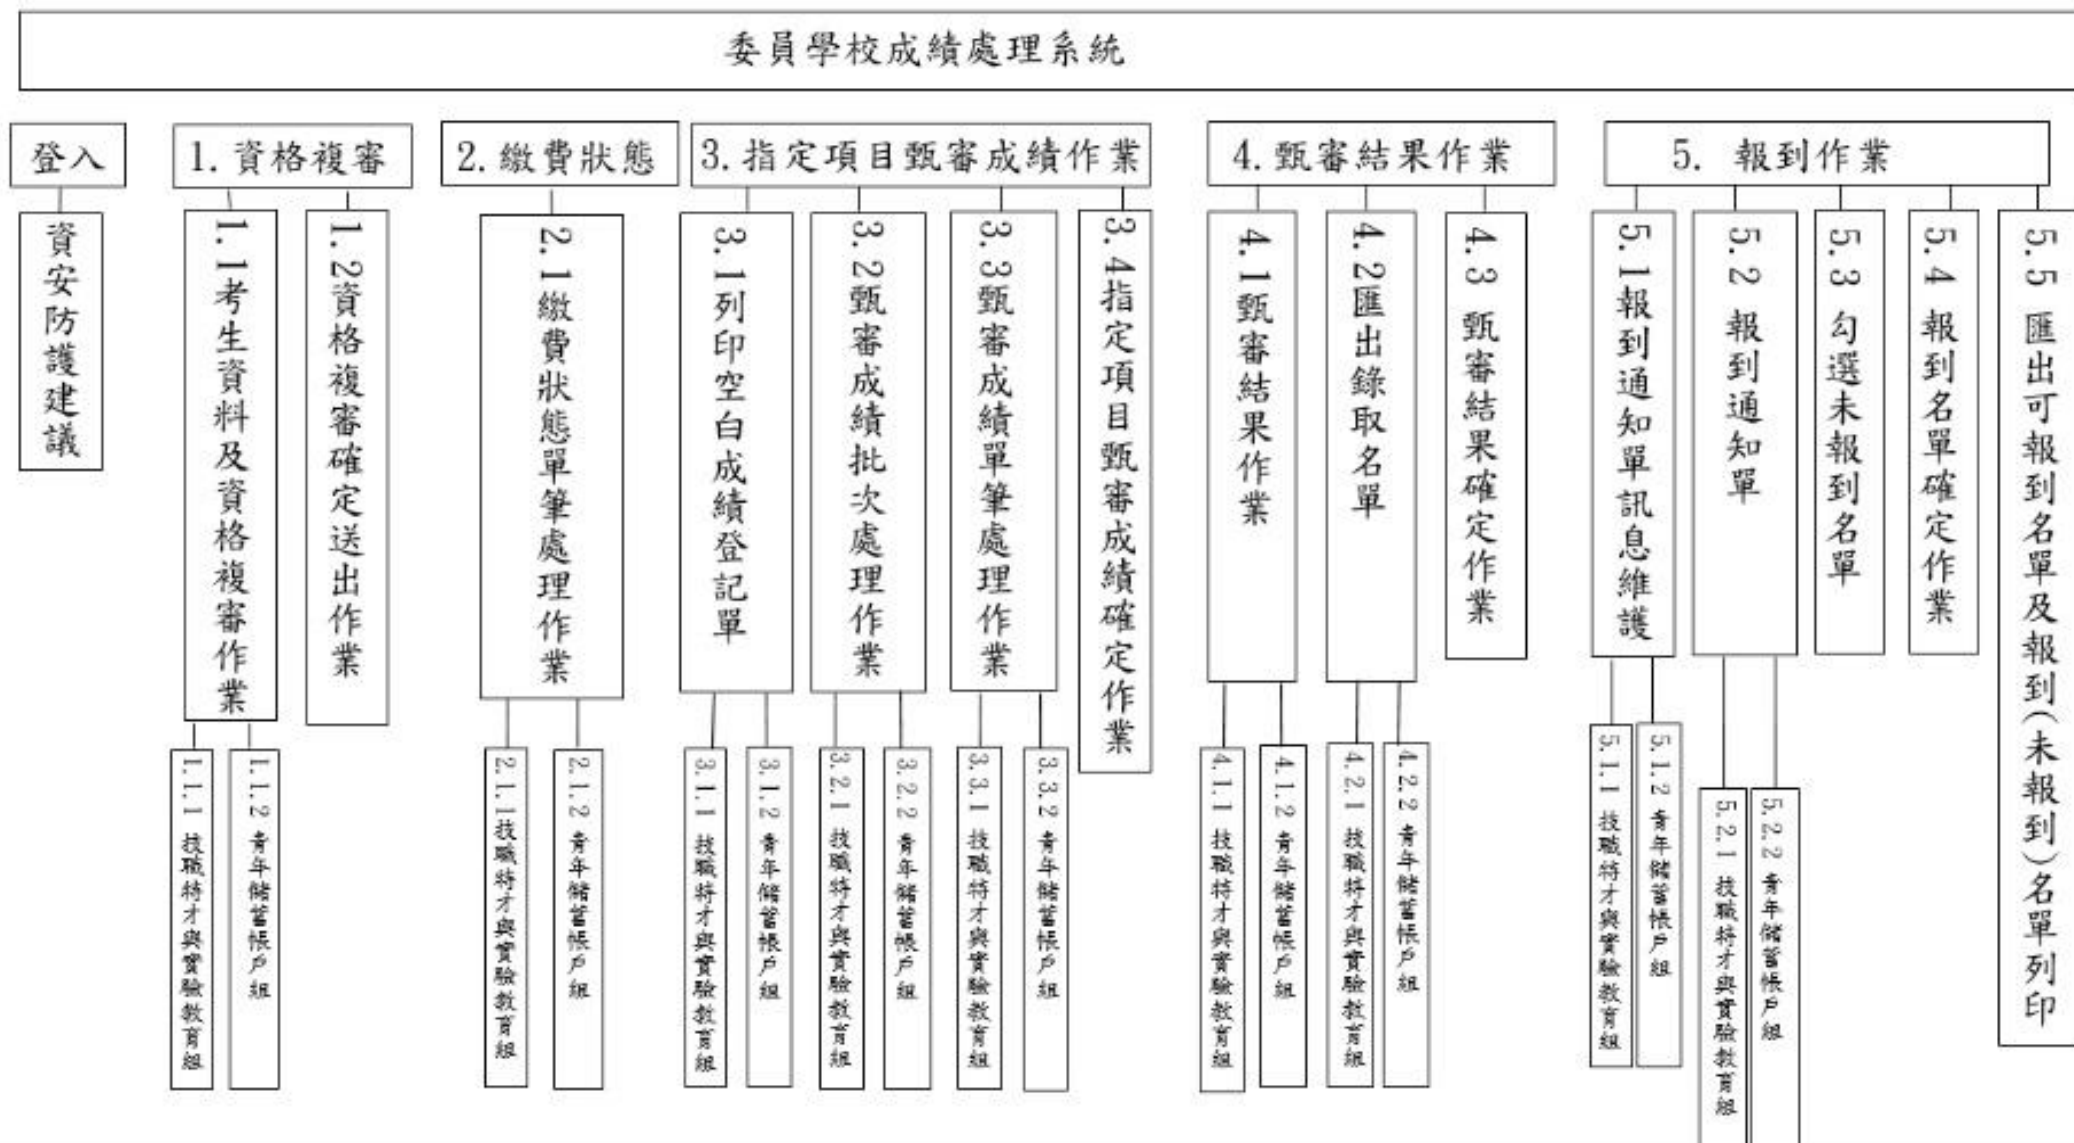 委員學校成績處理系統
登入
資安防護建議
1.資格複審
1.1考生資料及資格複審作業
1.1.1 技職特才與實驗教育組
1.1.2 青年儲蓄帳戶組
1.2資格複審確定送出作業
2.繳費狀態
2.1繳費狀態單筆處理作業
2.1.1技職特才與實驗教育組
2.1.2 青年儲蓄帳戶組
3.指定項目甄審成績作業
3.1列印空白成績登記單
3.1.1 技職特才與實驗教育組
3.1.2 青年儲蓄帳戶組
3.2甄審成績批次處理作業
3.2.1 技職特才與實驗教育組
3.2.2 青年儲蓄帳戶組
3.3甄審成績單筆處理作業
3.3.1 技職特才與實驗教育組
3.3.2 青年儲蓄帳戶組
3.4指定項目甄審成績確定作業
4.甄審結果作業
4.1甄審結果作業
4.1.1 技職特才與實驗教育組
4.1.2 青年儲蓄帳戶組
4.2匯出錄取名單
4.2.1 技職特才與實驗教育組
4.2.2 青年儲蓄帳戶組
4.3 甄審結果確定作業
5. 報到作業
5.1報到通知單訊息維護
5.1.1 技職特才與實驗教育組
5.1.2 青年儲蓄帳戶組
5.2 報到通知單
5.2.1 技職特才與實驗教育組
5.2.2 青年儲蓄帳戶組
5.3 勾選未報到名單
5.4 報到名單確定作業
5.5 匯出可報到名單及報到(未報到)名單列印